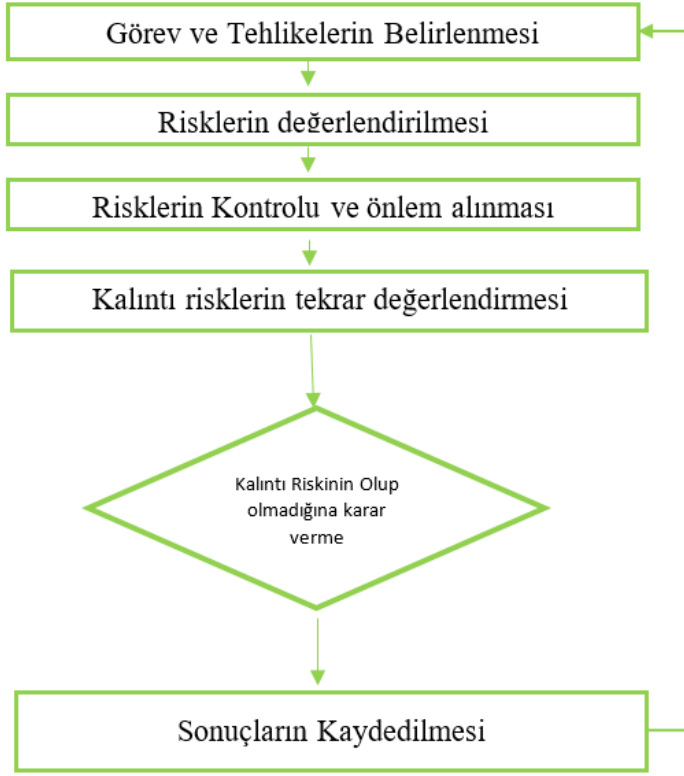 Görev ve Tehlikelerin Belirlenmesi
Risklerin değerlendirilmesi
Risklerin Kontrolu ve önlem alınması
Kalıntı risklerin tekrar değerlendirmesi
Kalıntı Riskinin Olup
olmadığına karar
verme
Sonuçların Kaydedilmesi